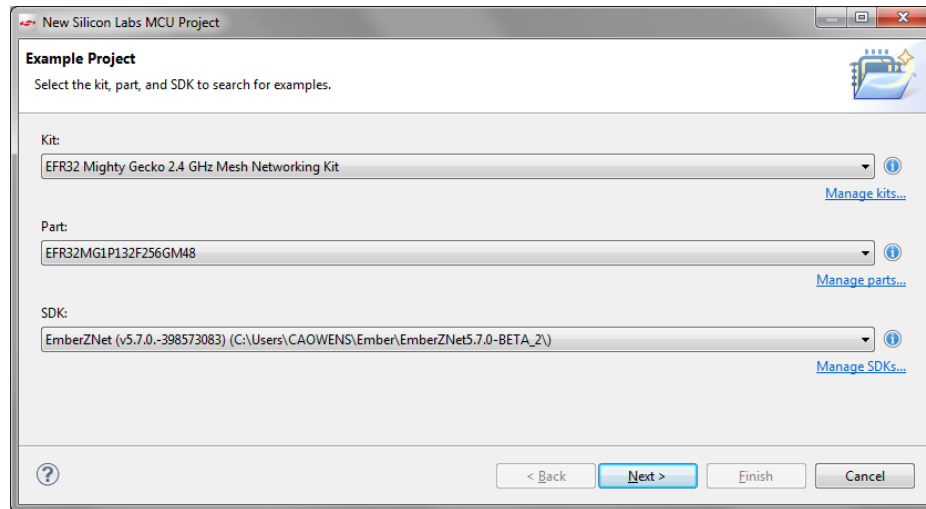 New Silicon Labs MCU Project
Example Project
Select the kit, part, and SDK to search for examples.
Kit:
EFR32 Mighty Gecko 2.4 GHz Mesh Networking Kit
Manage kits...
Part:
EFR32MG1P132F256GM48
Manage parts...
SDK:
EmberZNet (v5.7.0.-398573083) (C:\Users\CAOWENS\Ember\EmberZNet5.7.0-BETA_2\)
Manage SDKs...
< Back Next > Finish Cancel